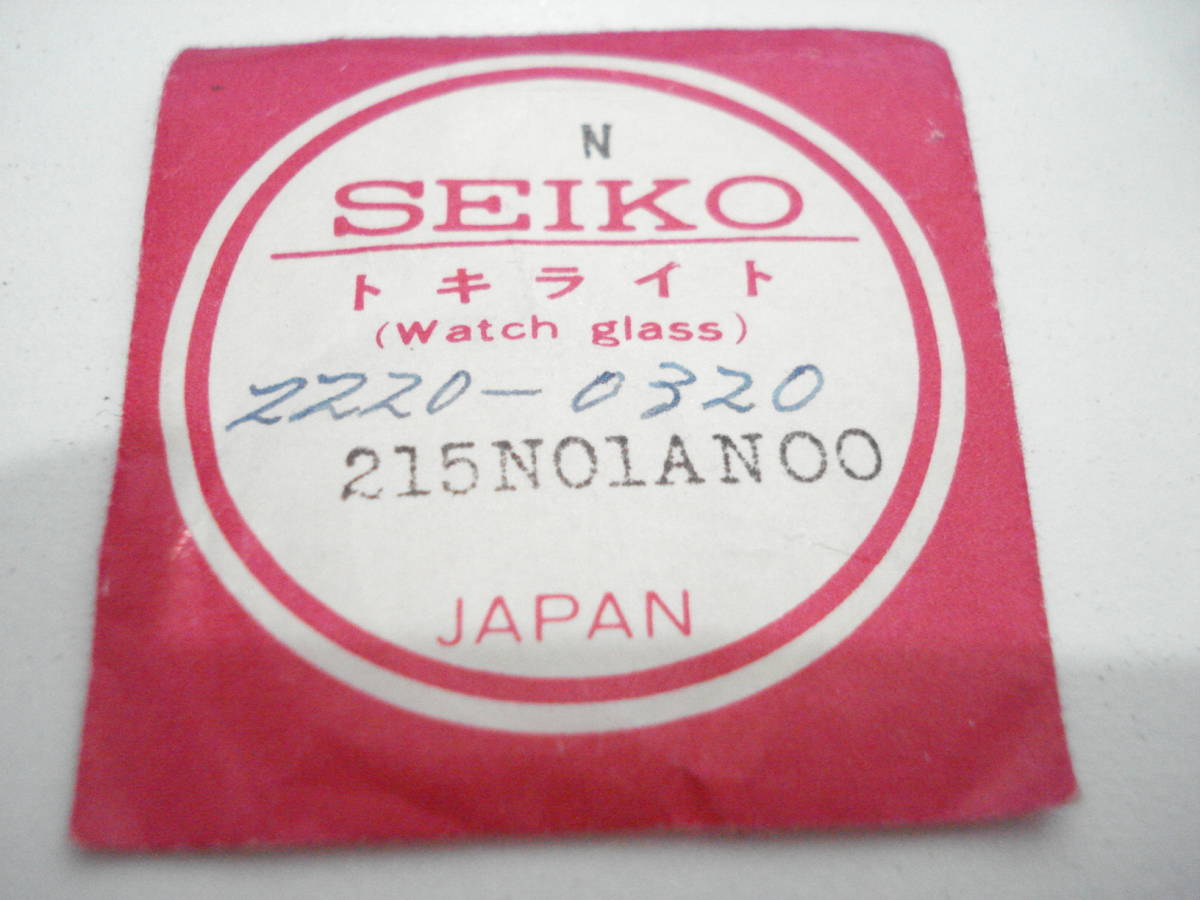 N
SEIKO
トキライト
(Watch glass)
2220-0320
215N01AN00
JAPAN